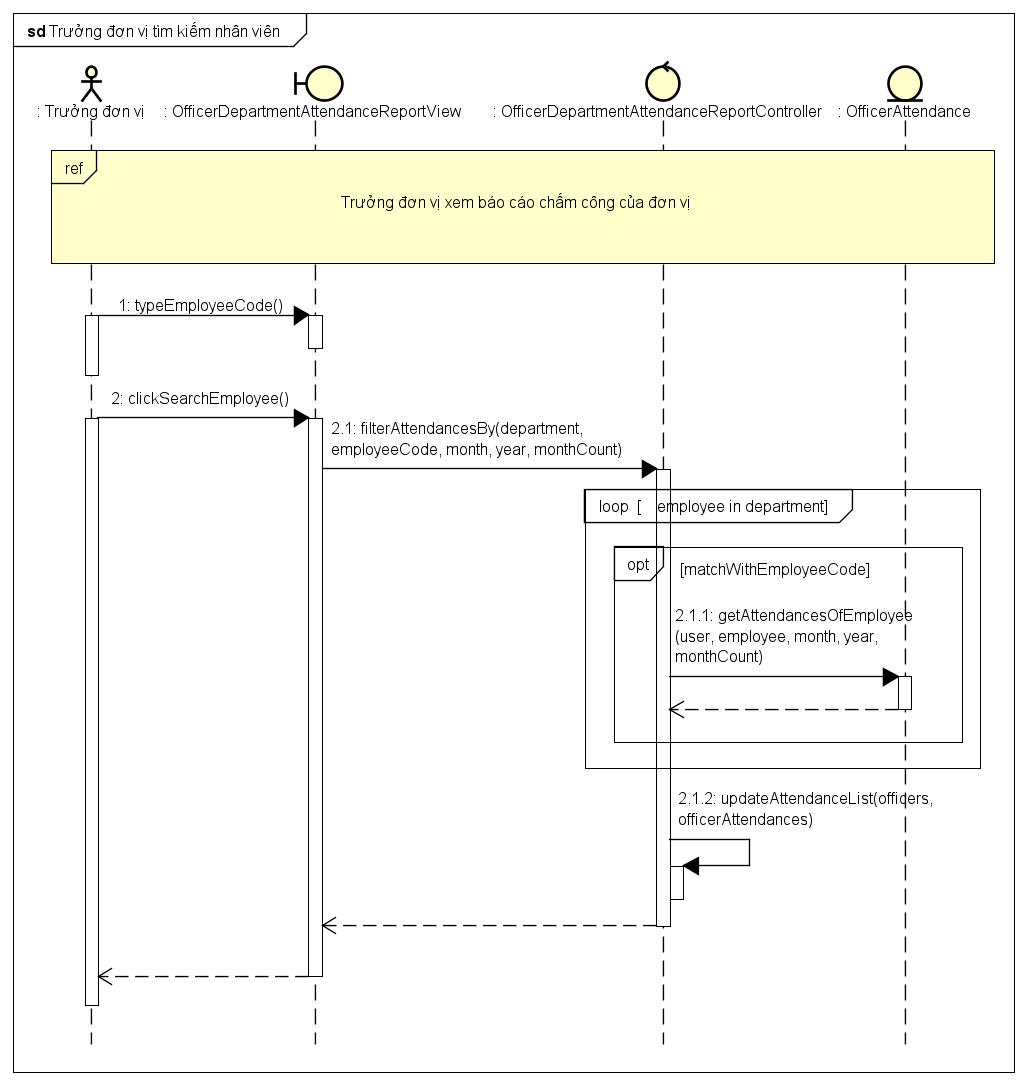 sd Trưởng đơn vị tìm kiếm nhân viên
: Trưởng đơn vị
: OfficerDepartmentAttendanceReportView
: OfficerDepartmentAttendanceReportController
: OfficerAttendance
ref
Trưởng đơn vị xem báo cáo chấm công của đơn vị
1: typeEmployeeCode()
2: clickSearchEmployee()
2.1: filterAttendancesBy(department,
employeeCode, month, year, monthCount)
loop [ employee in department]
opt
[matchWithEmployeeCode]
2.1.1: getAttendancesOfEmployee
(user, employee, month, year,
monthCount)
2.1.2: updateAttendanceList(officers,
officerAttendances)